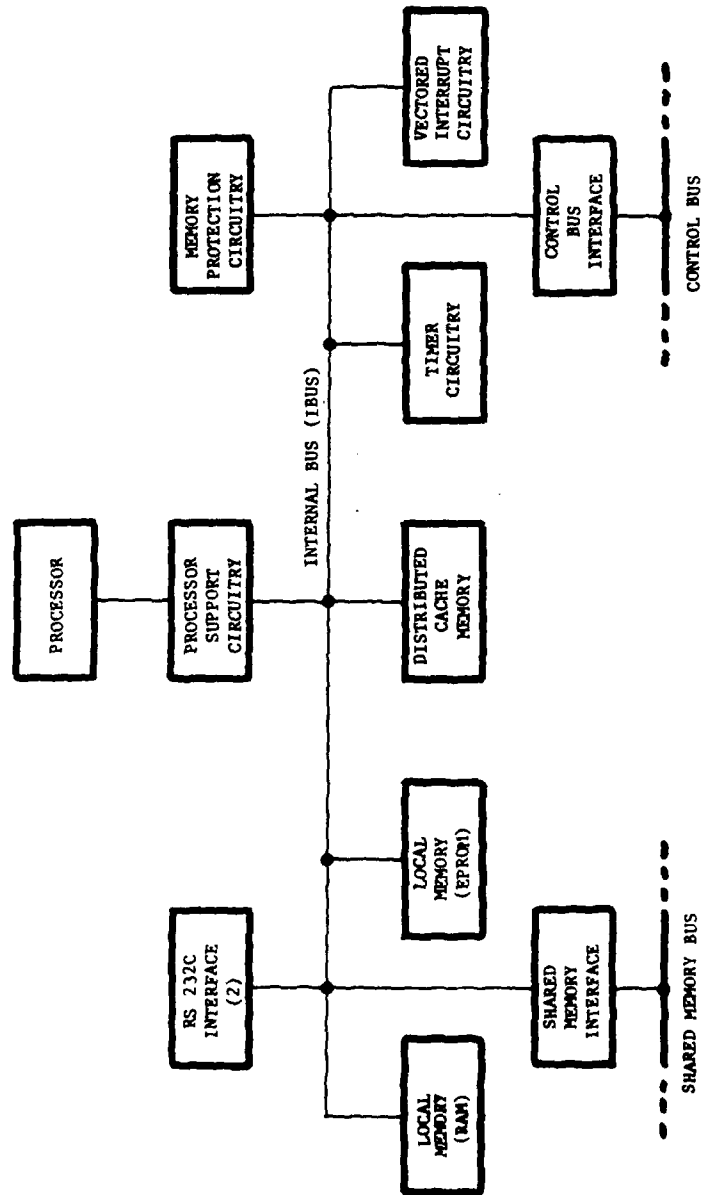 PROCESSOR
PROCESSOR
SUPPORT
CIRCUITRY
RS 232C
INTERFACE
(2)
MEMORY
PROTECTION
CIRCUITRY
INTERNAL BUS (IBUS)
LOCAL
MEMORY
(RAM)
LOCAL
MEMORY
(EPROM)
DISTRIBUTED
CACHE
MEMORY
TIMER
CIRCUITRY
VECTORED
INTERRUPT
CIRCUITRY
SHARED
MEMORY
INTERFACE
CONTROL
BUS
INTERFACE
SHARED MEMORY BUS
CONTROL BUS